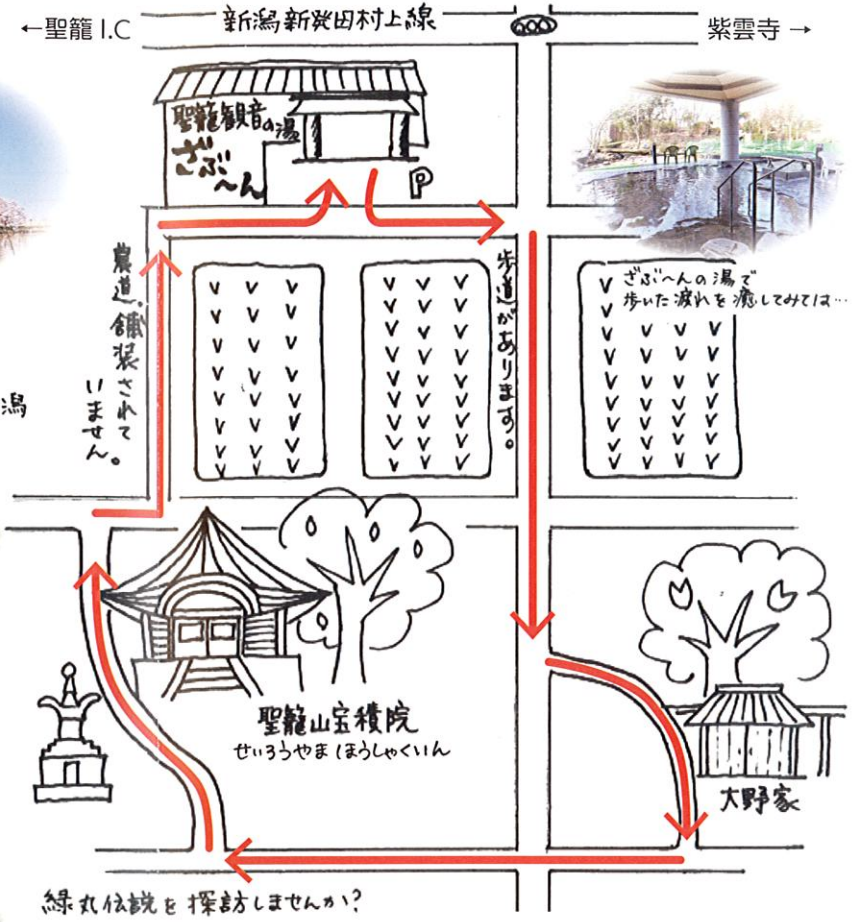 ←聖籠 I.C
新潟新発田村上線
紫雲寺→
聖籠観音の湯
ざぶ〜ん
P
ざぶ〜んの湯で
歩いた疲れを癒してみては…
農道。舗装されて
いません。
歩道があります。
潟
聖籠山宝積院
せいろうやまほうしゃくいん
大野家
緑丸伝説を探訪しませんか？